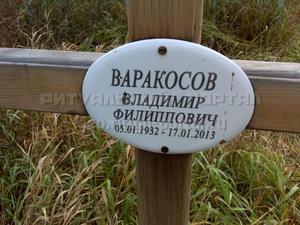 ВАРАКОСОВ
ВЛАДИМИР
ФИЛИППОВИЧ
05.01.1932 - 17.01.2013